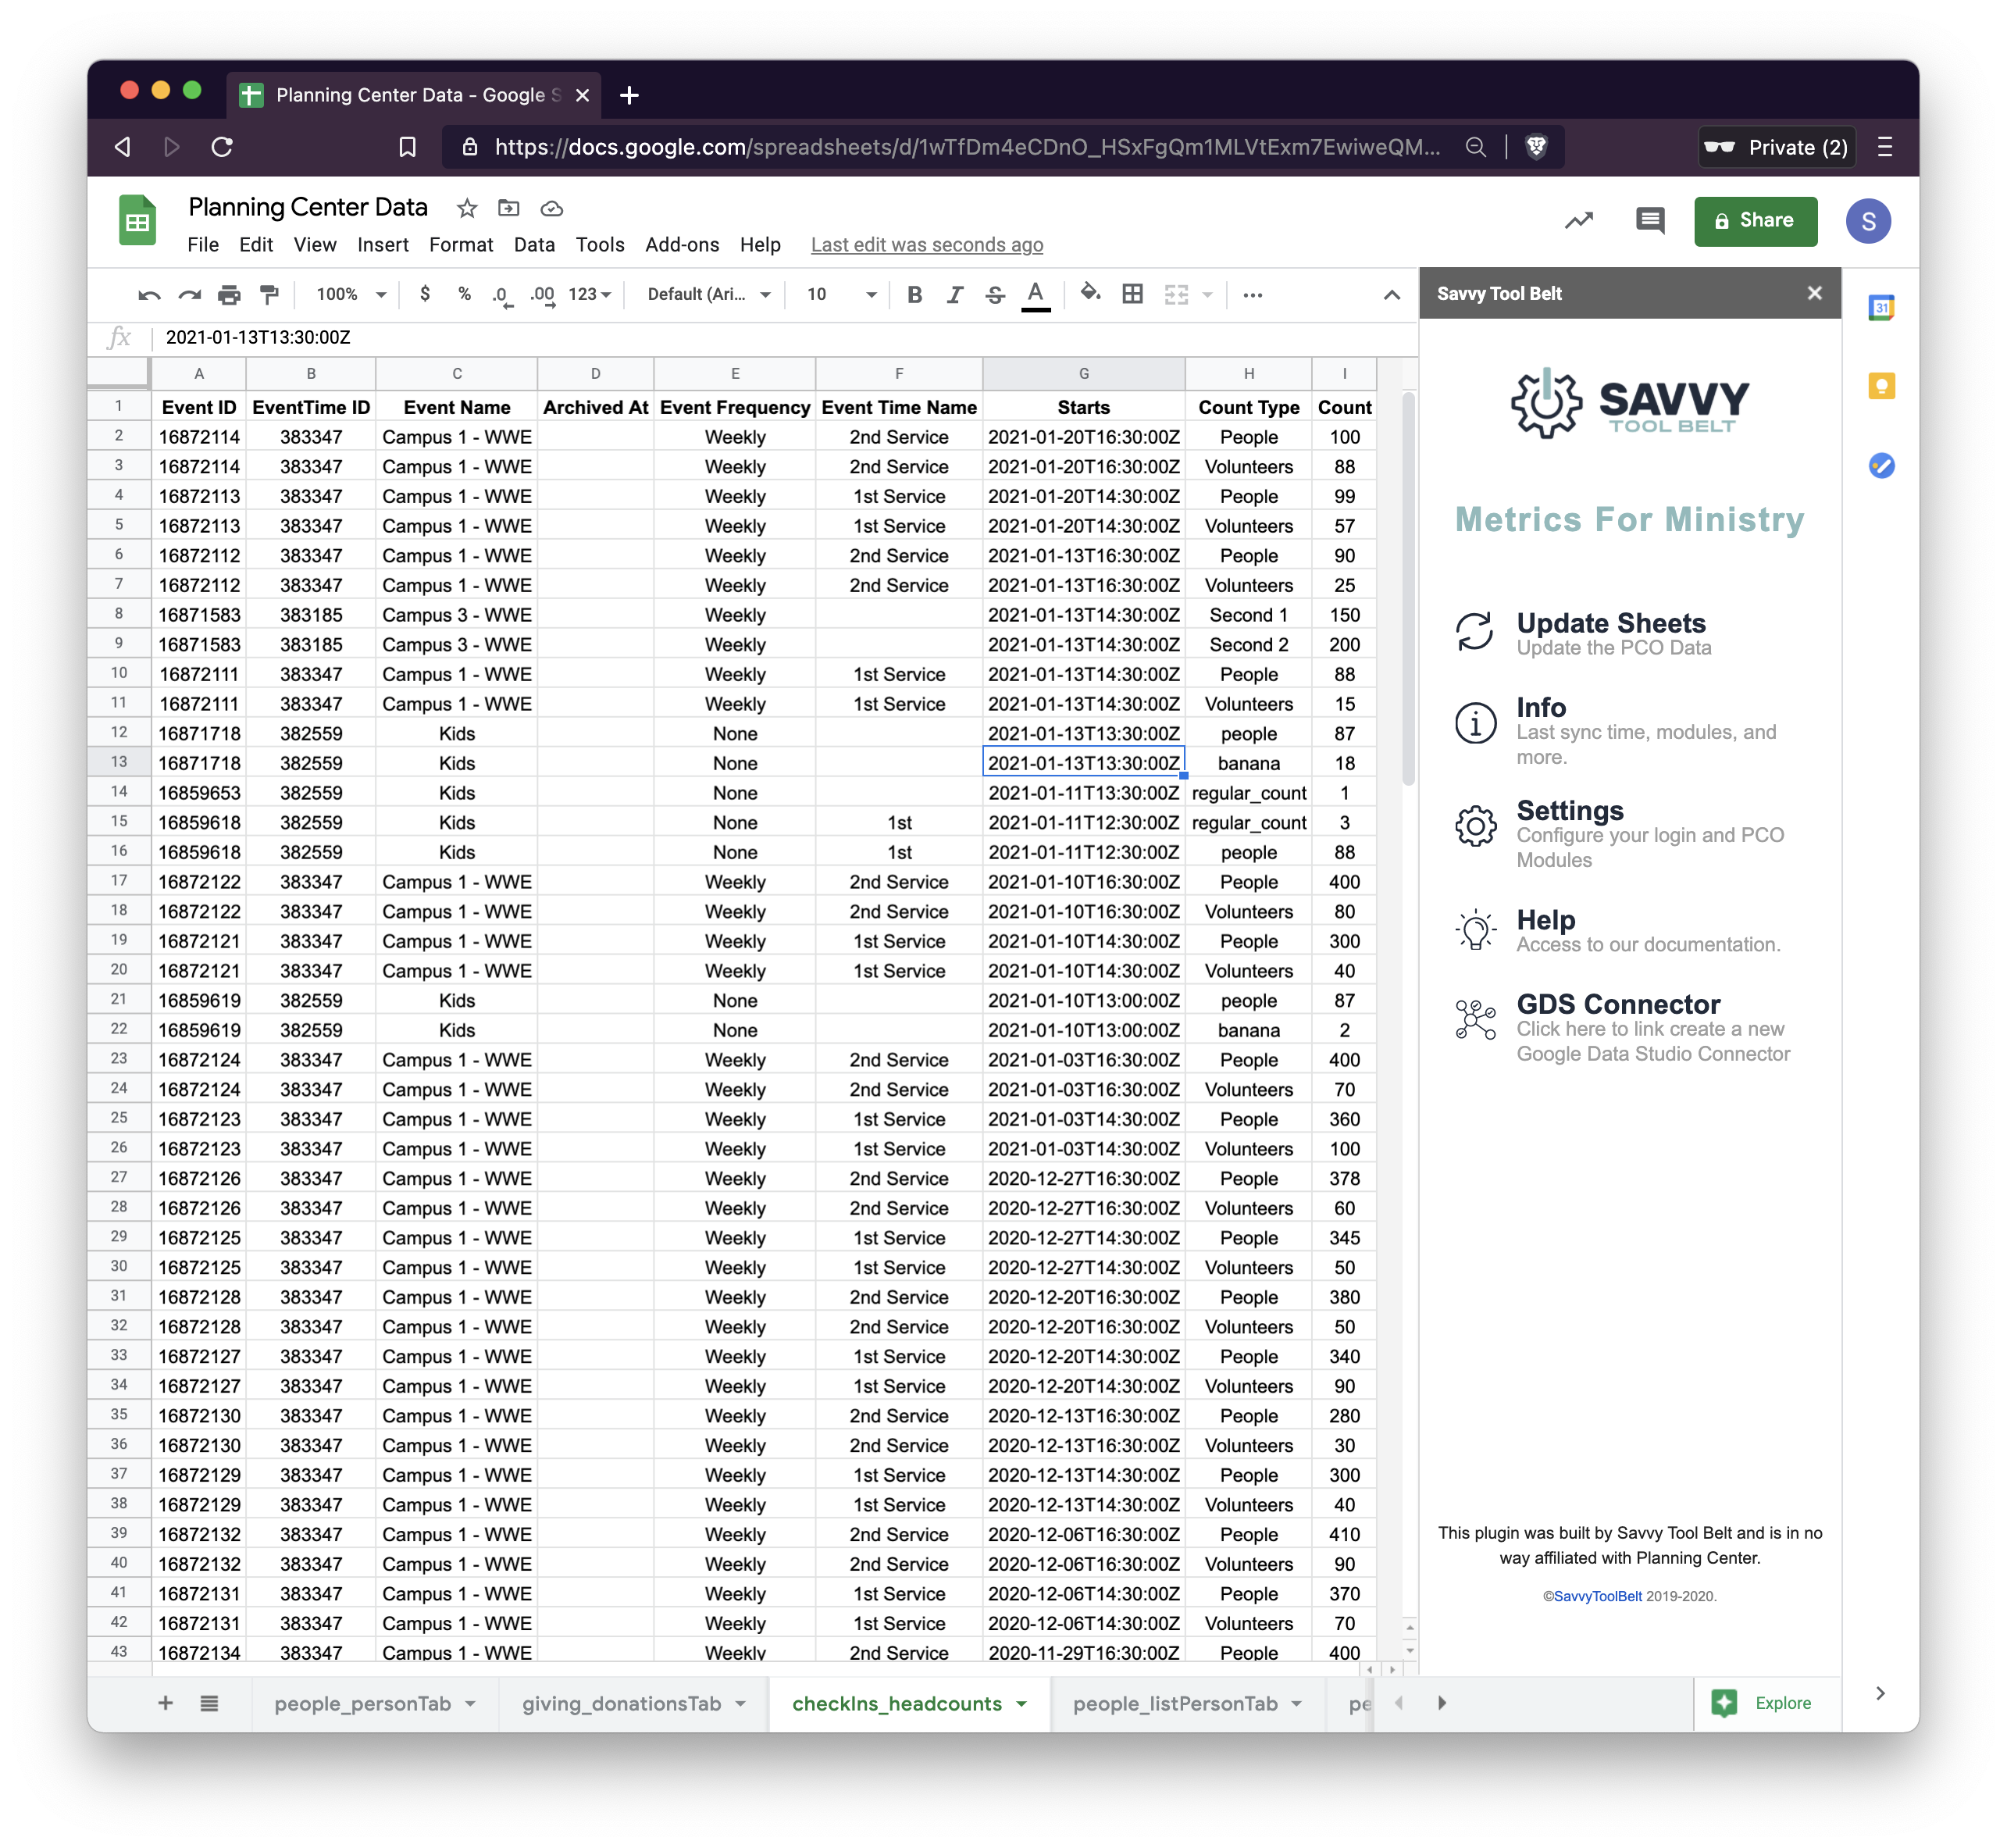 Planning Center Data - Google S
https://docs.google.com/spreadsheets/d/1wTfDm4eCDnO_HSxFgQm1MLVtExm7EwiweQM...
Private (2)
Planning Center Data
Share
S
File Edit View Insert Format Data Tools Add-ons Help Last edit was seconds ago
100% $ % .0 .00 123 Default (Ari... 10 B I S A ...
fx 2021-01-13T13:30:00Z
A B C D E F G H I
1 Event ID EventTime ID Event Name Archived At Event Frequency Event Time Name Starts Count Type Count
2 16872114 383347 Campus 1 - WWE Weekly 2nd Service 2021-01-20T16:30:00Z People 100
3 16872114 383347 Campus 1 - WWE Weekly 2nd Service 2021-01-20T16:30:00Z Volunteers 88
4 16872113 383347 Campus 1 - WWE Weekly 1st Service 2021-01-20T14:30:00Z People 99
5 16872113 383347 Campus 1 - WWE Weekly 1st Service 2021-01-20T14:30:00Z Volunteers 57
6 16872112 383347 Campus 1 - WWE Weekly 2nd Service 2021-01-13T16:30:00Z People 90
7 16872112 383347 Campus 1 - WWE Weekly 2nd Service 2021-01-13T16:30:00Z Volunteers 25
8 16871583 383185 Campus 3 - WWE Weekly 2021-01-13T14:30:00Z Second 1 150
9 16871583 383185 Campus 3 - WWE Weekly 2021-01-13T14:30:00Z Second 2 200
10 16872111 383347 Campus 1 - WWE Weekly 1st Service 2021-01-13T14:30:00Z People 88
11 16872111 383347 Campus 1 - WWE Weekly 1st Service 2021-01-13T14:30:00Z Volunteers 15
12 16871718 382559 Kids None 2021-01-13T13:30:00Z people 87
13 16871718 382559 Kids None 2021-01-13T13:30:00Z banana 18
14 16859653 382559 Kids None 2021-01-11T13:30:00Z regular_count 1
15 16859618 382559 Kids None 1st 2021-01-11T12:30:00Z regular_count 3
16 16859618 382559 Kids None 1st 2021-01-11T12:30:00Z people 88
17 16872122 383347 Campus 1 - WWE Weekly 2nd Service 2021-01-10T16:30:00Z People 400
18 16872122 383347 Campus 1 - WWE Weekly 2nd Service 2021-01-10T16:30:00Z Volunteers 80
19 16872121 383347 Campus 1 - WWE Weekly 1st Service 2021-01-10T14:30:00Z People 300
20 16872121 383347 Campus 1 - WWE Weekly 1st Service 2021-01-10T14:30:00Z Volunteers 40
21 16859619 382559 Kids None 2021-01-10T13:00:00Z people 87
22 16859619 382559 Kids None 2021-01-10T13:00:00Z banana 2
23 16872124 383347 Campus 1 - WWE Weekly 2nd Service 2021-01-03T16:30:00Z People 400
24 16872124 383347 Campus 1 - WWE Weekly 2nd Service 2021-01-03T16:30:00Z Volunteers 70
25 16872123 383347 Campus 1 - WWE Weekly 1st Service 2021-01-03T14:30:00Z People 360
26 16872123 383347 Campus 1 - WWE Weekly 1st Service 2021-01-03T14:30:00Z Volunteers 100
27 16872126 383347 Campus 1 - WWE Weekly 2nd Service 2020-12-27T16:30:00Z People 378
28 16872126 383347 Campus 1 - WWE Weekly 2nd Service 2020-12-27T16:30:00Z Volunteers 60
29 16872125 383347 Campus 1 - WWE Weekly 1st Service 2020-12-27T14:30:00Z People 345
30 16872125 383347 Campus 1 - WWE Weekly 1st Service 2020-12-27T14:30:00Z Volunteers 50
31 16872128 383347 Campus 1 - WWE Weekly 2nd Service 2020-12-20T16:30:00Z People 380
32 16872128 383347 Campus 1 - WWE Weekly 2nd Service 2020-12-20T16:30:00Z Volunteers 50
33 16872127 383347 Campus 1 - WWE Weekly 1st Service 2020-12-20T14:30:00Z People 340
34 16872127 383347 Campus 1 - WWE Weekly 1st Service 2020-12-20T14:30:00Z Volunteers 90
35 16872130 383347 Campus 1 - WWE Weekly 2nd Service 2020-12-13T16:30:00Z People 280
36 16872130 383347 Campus 1 - WWE Weekly 2nd Service 2020-12-13T16:30:00Z Volunteers 30
37 16872129 383347 Campus 1 - WWE Weekly 1st Service 2020-12-13T14:30:00Z People 300
38 16872129 383347 Campus 1 - WWE Weekly 1st Service 2020-12-13T14:30:00Z Volunteers 40
39 16872132 383347 Campus 1 - WWE Weekly 2nd Service 2020-12-06T16:30:00Z People 410
40 16872132 383347 Campus 1 - WWE Weekly 2nd Service 2020-12-06T16:30:00Z Volunteers 90
41 16872131 383347 Campus 1 - WWE Weekly 1st Service 2020-12-06T14:30:00Z People 370
42 16872131 383347 Campus 1 - WWE Weekly 1st Service 2020-12-06T14:30:00Z Volunteers 70
43 16872134 383347 Campus 1 - WWE Weekly 2nd Service 2020-11-29T16:30:00Z People 400
people_personTab giving_donationsTab checkIns_headcounts people_listPersonTab pe
Explore
Savvy Tool Belt
SAVVY
TOOL BELT
Metrics For Ministry
Update Sheets
Update the PCO Data
Info
Last sync time, modules, and
more.
Settings
Configure your login and PCO
Modules
Help
Access to our documentation.
GDS Connector
Click here to link create a new
Google Data Studio Connector
This plugin was built by Savvy Tool Belt and is in no
way affiliated with Planning Center.
©SavvyToolBelt 2019-2020.
31